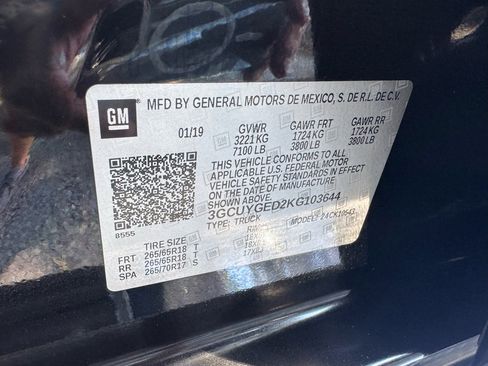 GM
MFD BY GENERAL MOTORS DE MEXICO, S. DE R.L. DE C.V.
01/19 GVWR GAWR FRT GAWR RR
3221 KG 1724 KG 1724 KG
7100 LB 3800 LB 3800 LB
THIS VEHICLE CONFORMS TO ALL
APPLICABLE U.S. FEDERAL MOTOR
VEHICLE SAFETY STANDARDS IN EFFECT
ON THE DATE OF MANUFACTURE
SHOWN ABOVE.
3GCUYGED2KG103644
TYPE: TRUCK MODEL:
8555
TIRE SIZE
FRT 265/65R18 T
RR 265/65R18 T
SPA 265/70R17 S